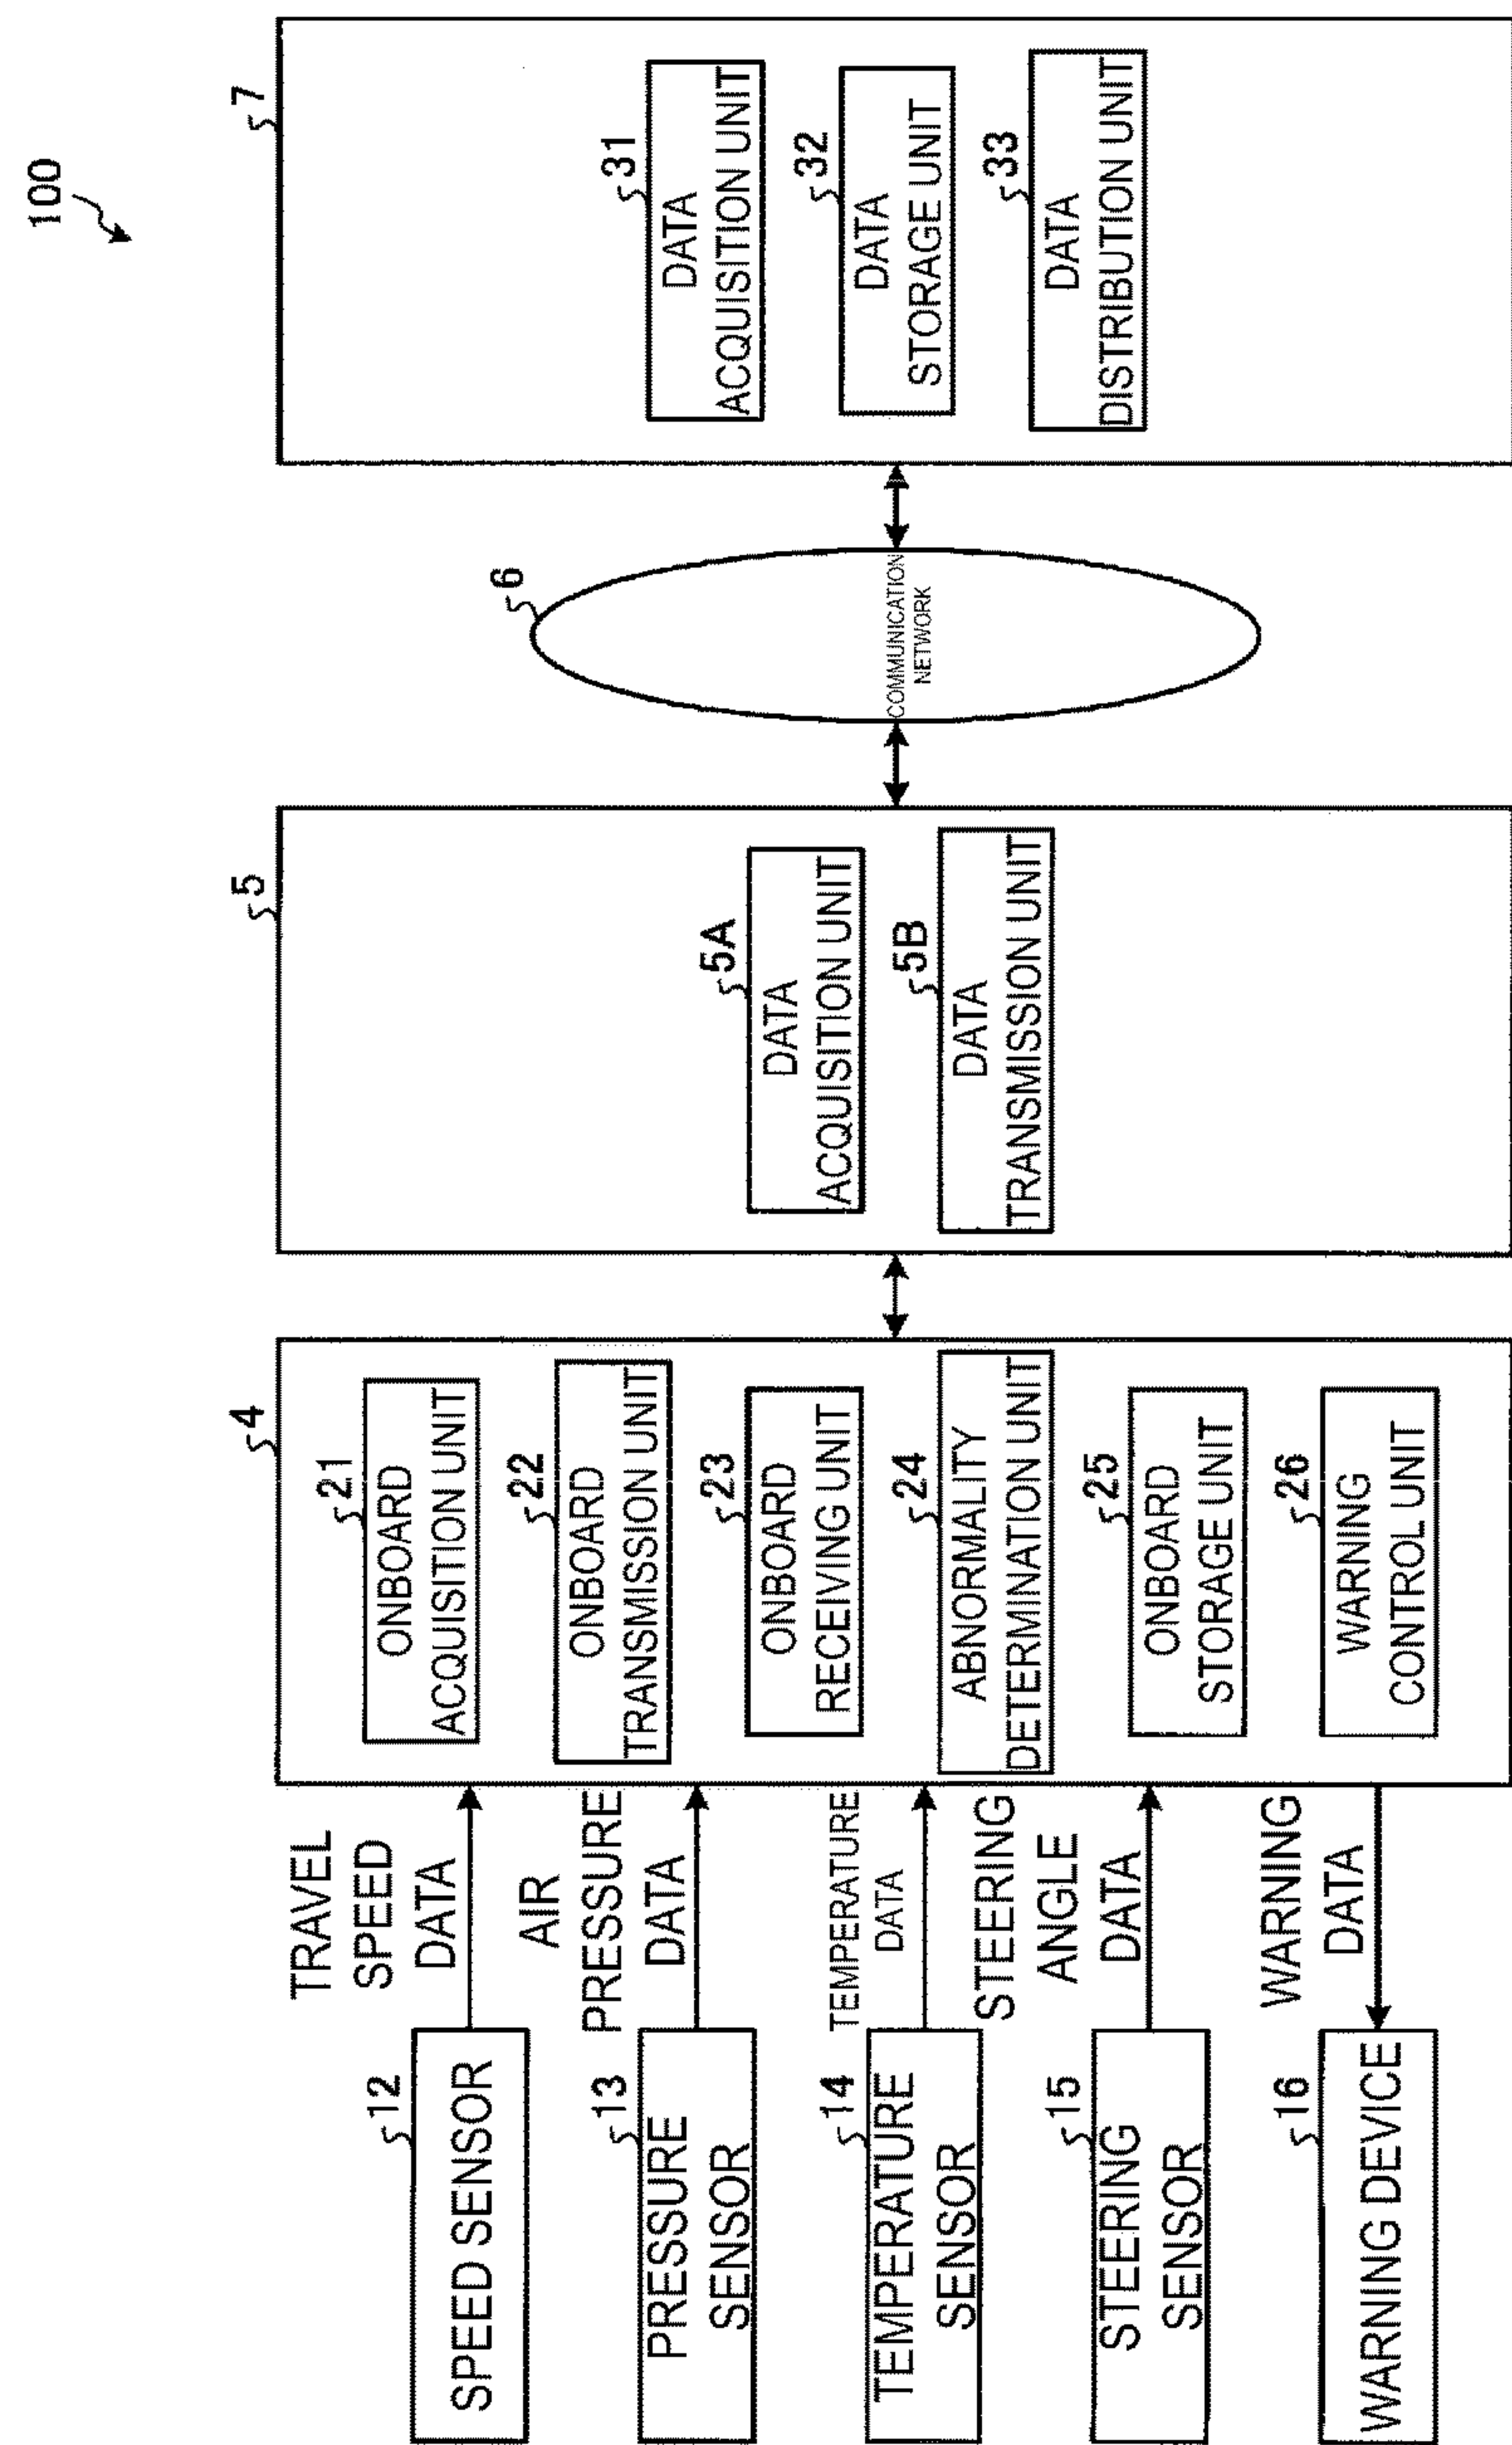 100
12
SPEED SENSOR
TRAVEL
SPEED
DATA
13
PRESSURE
SENSOR
AIR
PRESSURE
DATA
14
TEMPERATURE
SENSOR
TEMPERATURE
DATA
15
STEERING
SENSOR
STEERING
ANGLE
DATA
16
WARNING DEVICE
WARNING
DATA
4
21
ONBOARD
ACQUISITION UNIT
22
ONBOARD
TRANSMISSION UNIT
23
ONBOARD
RECEIVING UNIT
24
ABNORMALITY
DETERMINATION UNIT
25
ONBOARD
STORAGE UNIT
26
WARNING
CONTROL UNIT
5
5A
DATA
ACQUISITION UNIT
5B
DATA
TRANSMISSION UNIT
6
COMMUNICATION
NETWORK
7
31
DATA
ACQUISITION UNIT
32
DATA
STORAGE UNIT
33
DATA
DISTRIBUTION UNIT